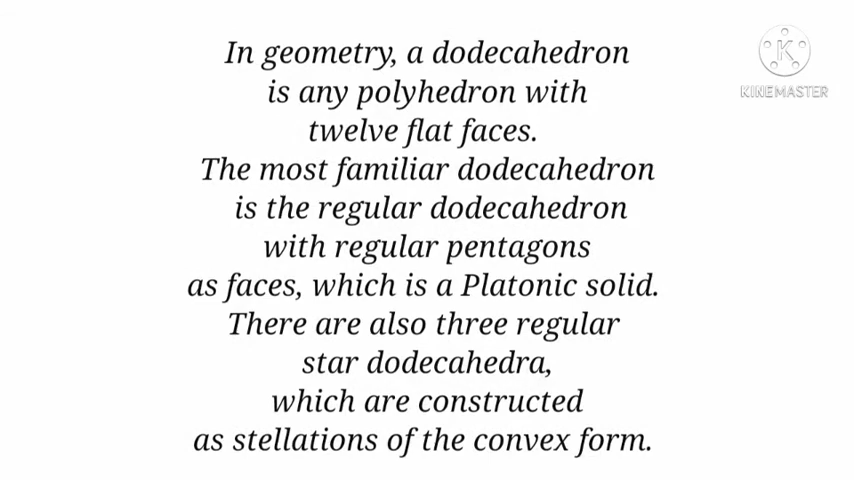 In geometry, a dodecahedron
is any polyhedron with
twelve flat faces.
The most familiar dodecahedron
is the regular dodecahedron
with regular pentagons
as faces, which is a Platonic solid.
There are also three regular
star dodecahedra,
which are constructed
as stellations of the convex form.
K
KINEMASTER